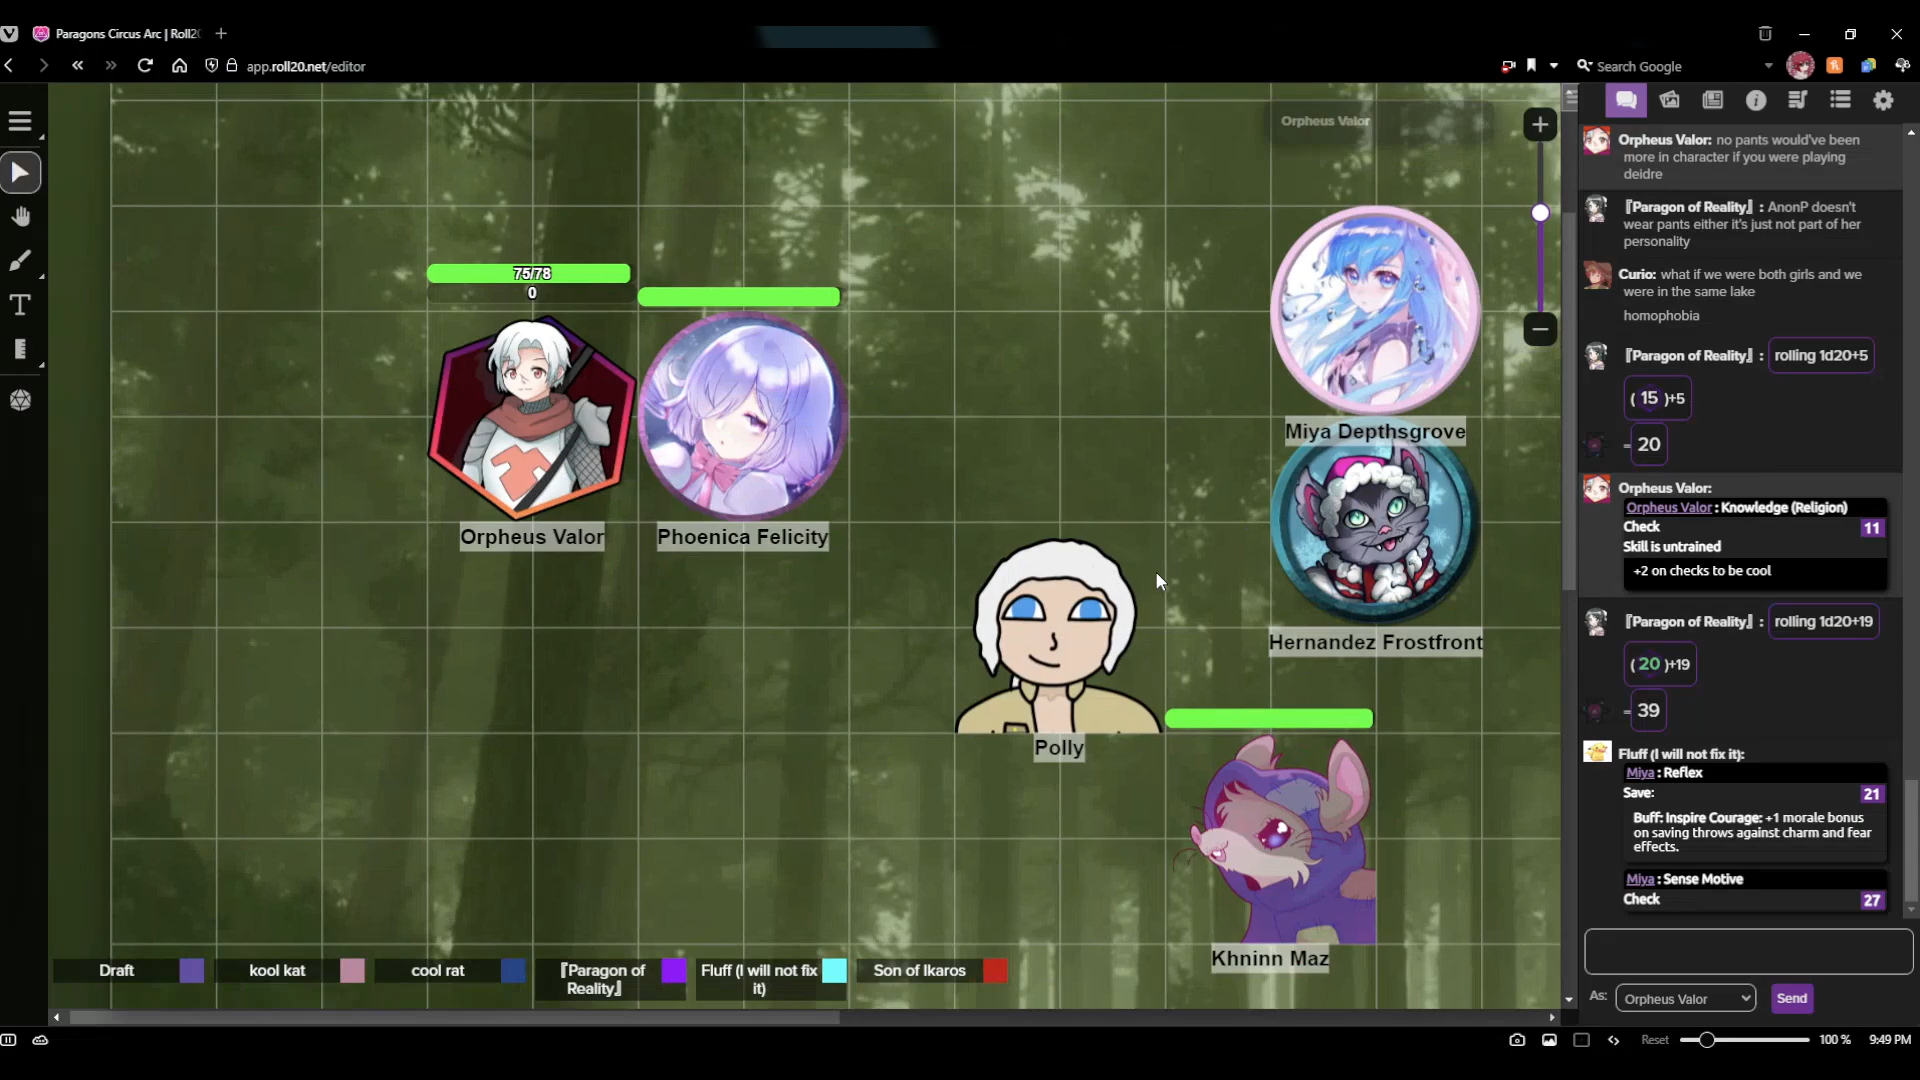 Paragons Circus Arc | Roll20
app.roll20.net/editor
Search Google
Orpheus Valor
75/78
0
Orpheus Valor
Phoenica Felicity
Miya Depthsgrove
Hernandez Frostfront
Polly
Khninn Maz
Draft
kool kat
cool rat
『Paragon of
Reality』
Fluff (I will not fix
it)
Son of Ikaros
Orpheus Valor: no pants would've been
more in character if you were playing
deidre
『Paragon of Reality』 : AnonP doesn't
wear pants either it's just not part of her
personality
Curio: what if we were both girls and we
were in the same lake
homophobia
『Paragon of Reality』 : rolling 1d20+5
( 15 )+5
= 20
Orpheus Valor:
Orpheus Valor : Knowledge (Religion)
Check 11
Skill is untrained
+2 on checks to be cool
『Paragon of Reality』 : rolling 1d20+19
( 20 )+19
= 39
Fluff (I will not fix it):
Miya : Reflex
Save: 21
Buff: Inspire Courage: +1 morale bonus
on saving throws against charm and fear
effects.
Miya : Sense Motive
Check 27
As: Orpheus Valor Send
Reset 100 % 9:49 PM